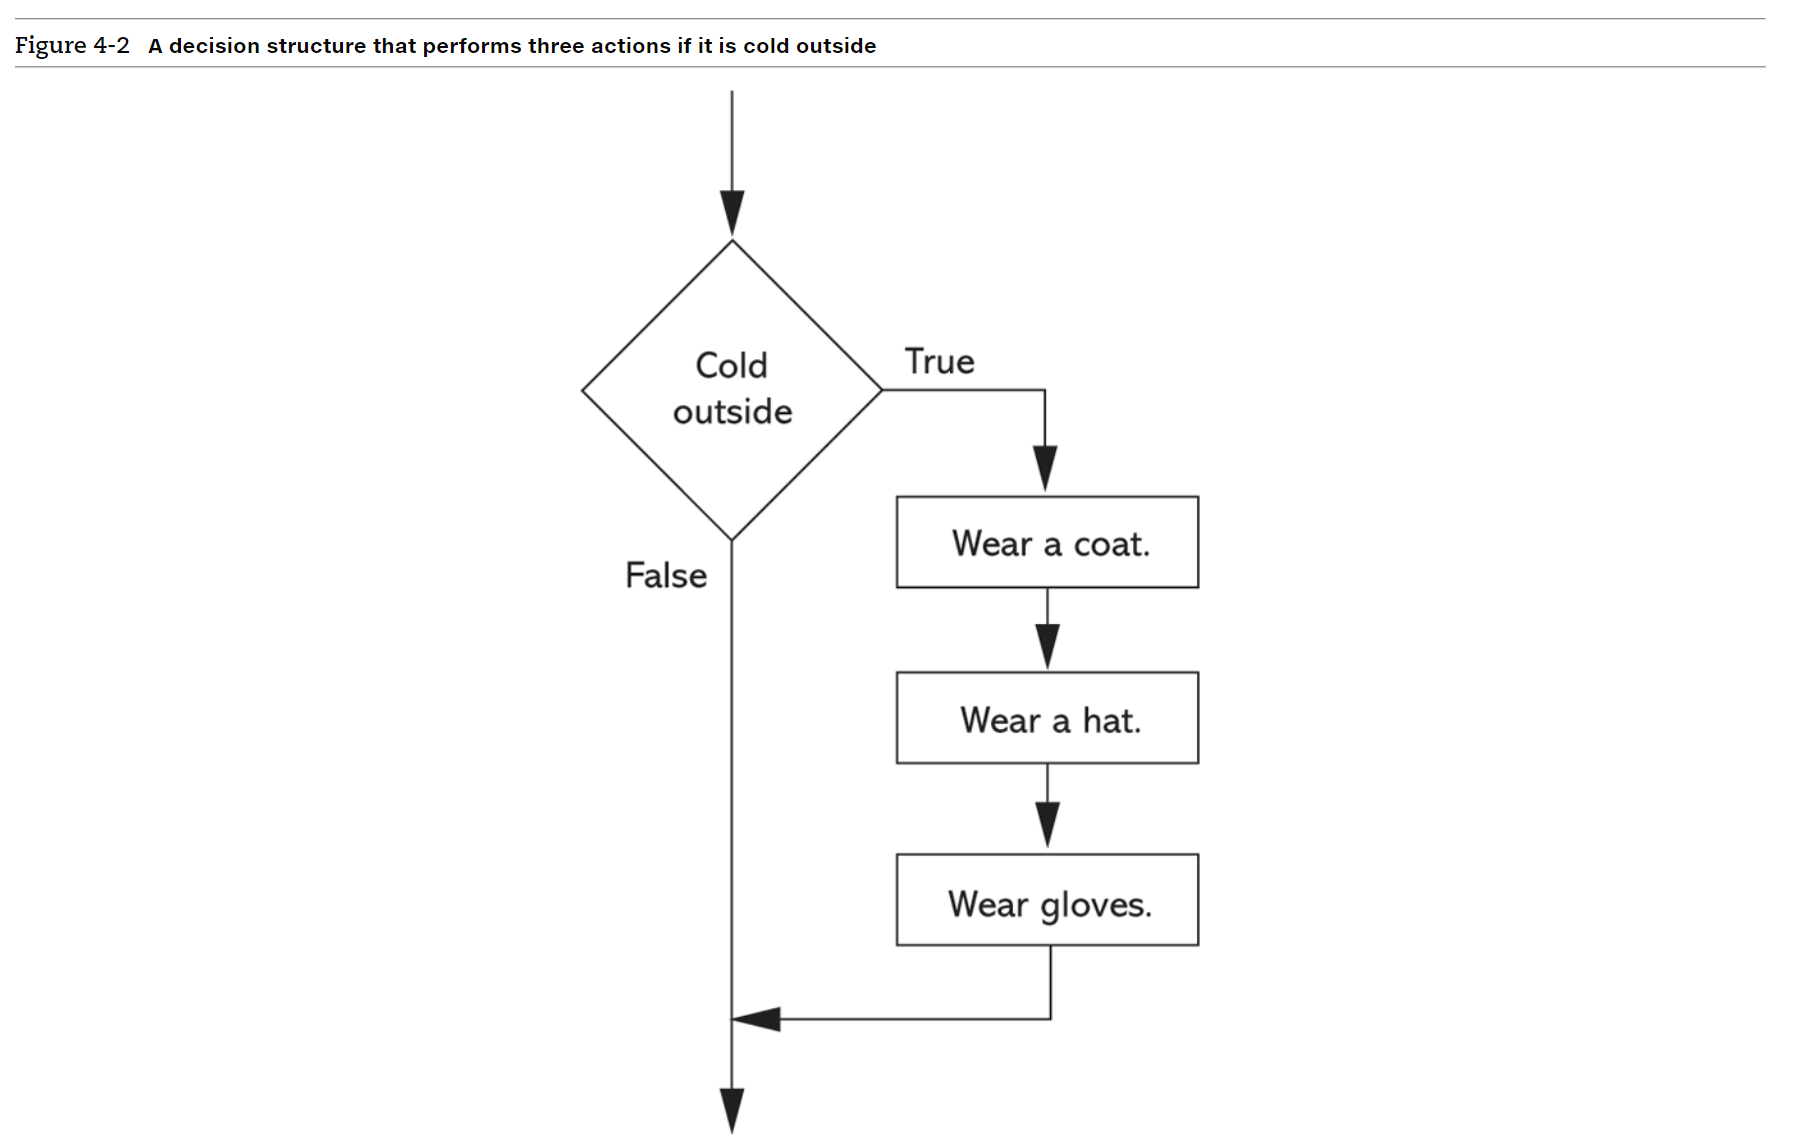 Figure 4-2 A decision structure that performs three actions if it is cold outside
Cold
outside
True
False
Wear a coat.
Wear a hat.
Wear gloves.